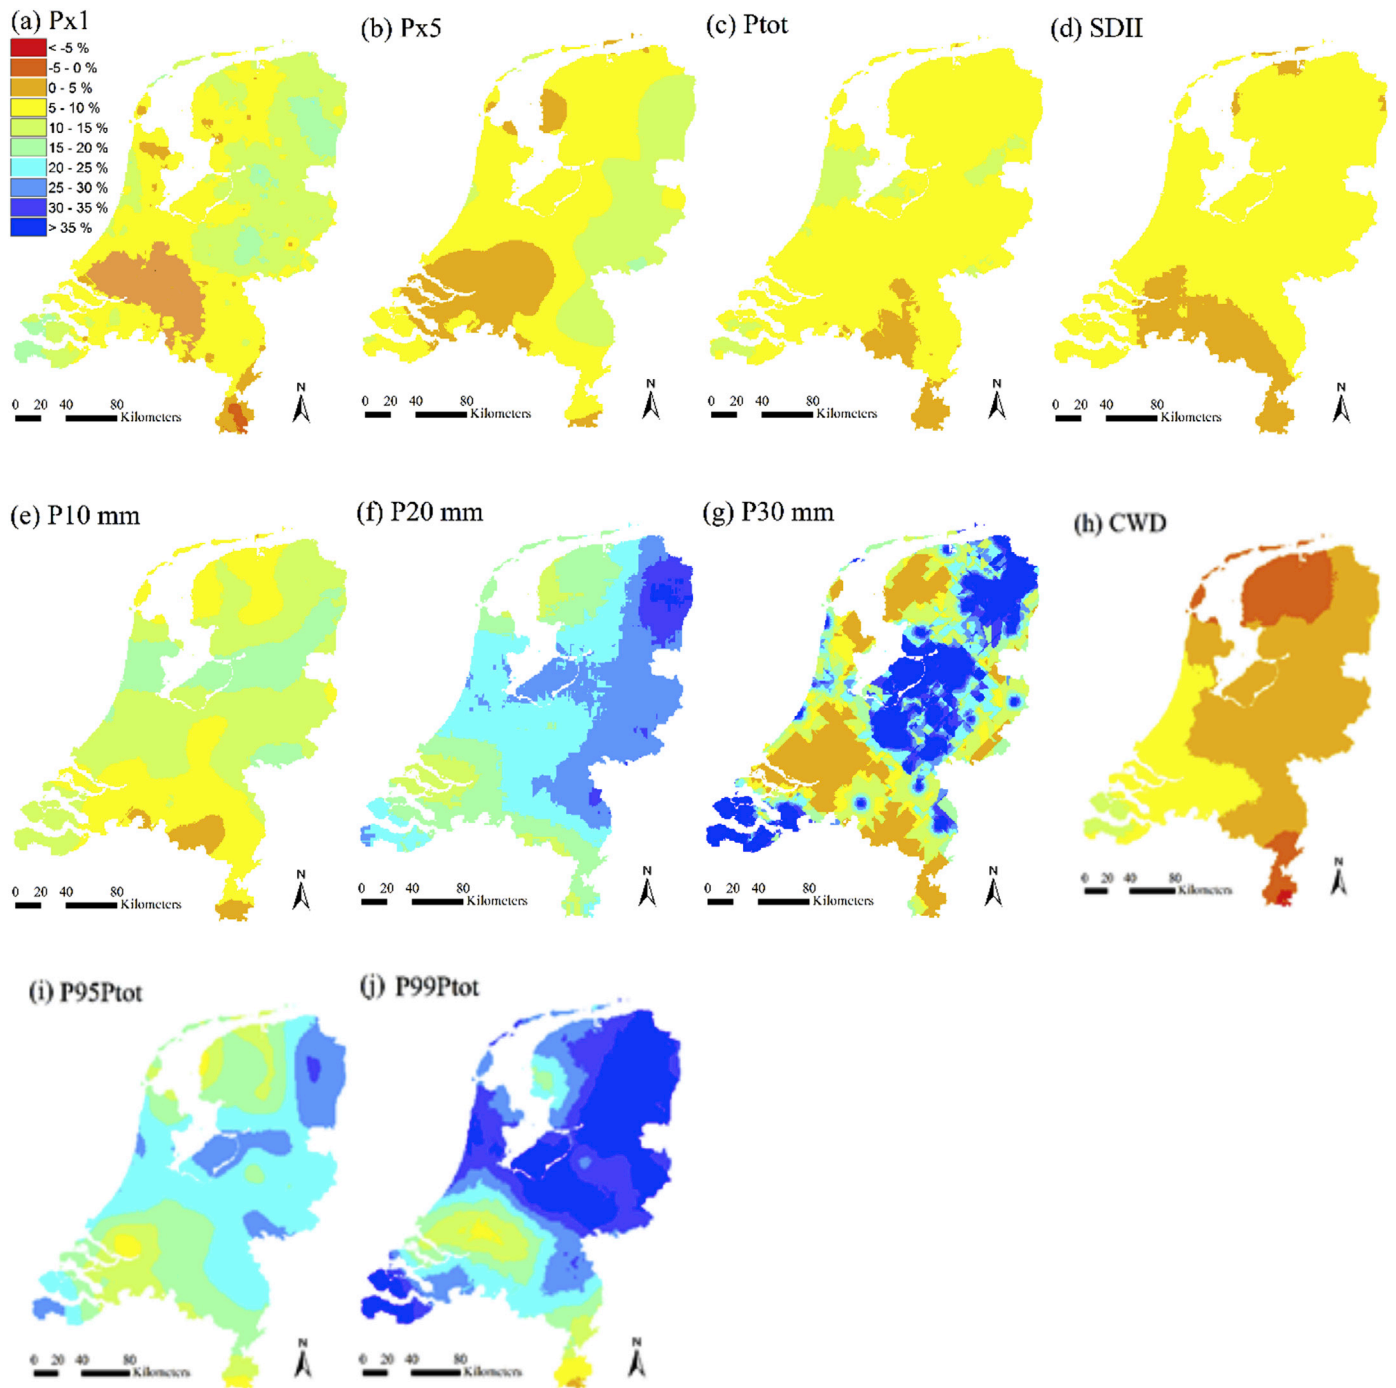 (a) Px1
(b) Px5
(c) Ptot
(d) SDII
< -5 %
-5 - 0 %
0 - 5 %
5 - 10 %
10 - 15 %
15 - 20 %
20 - 25 %
25 - 30 %
30 - 35 %
> 35 %
N
0 20 40 80 Kilometers
N
0 20 40 80 Kilometers
N
0 20 40 80 Kilometers
N
0 20 40 80 Kilometers
(e) P10 mm
(f) P20 mm
(g) P30 mm
(h) CWD
N
0 20 40 80 Kilometers
N
0 20 40 80 Kilometers
N
0 20 40 80 Kilometers
N
0 20 40 80 Kilometers
(i) P95Ptot
(j) P99Ptot
N
0 20 40 80 Kilometers
N
0 20 40 80 Kilometers